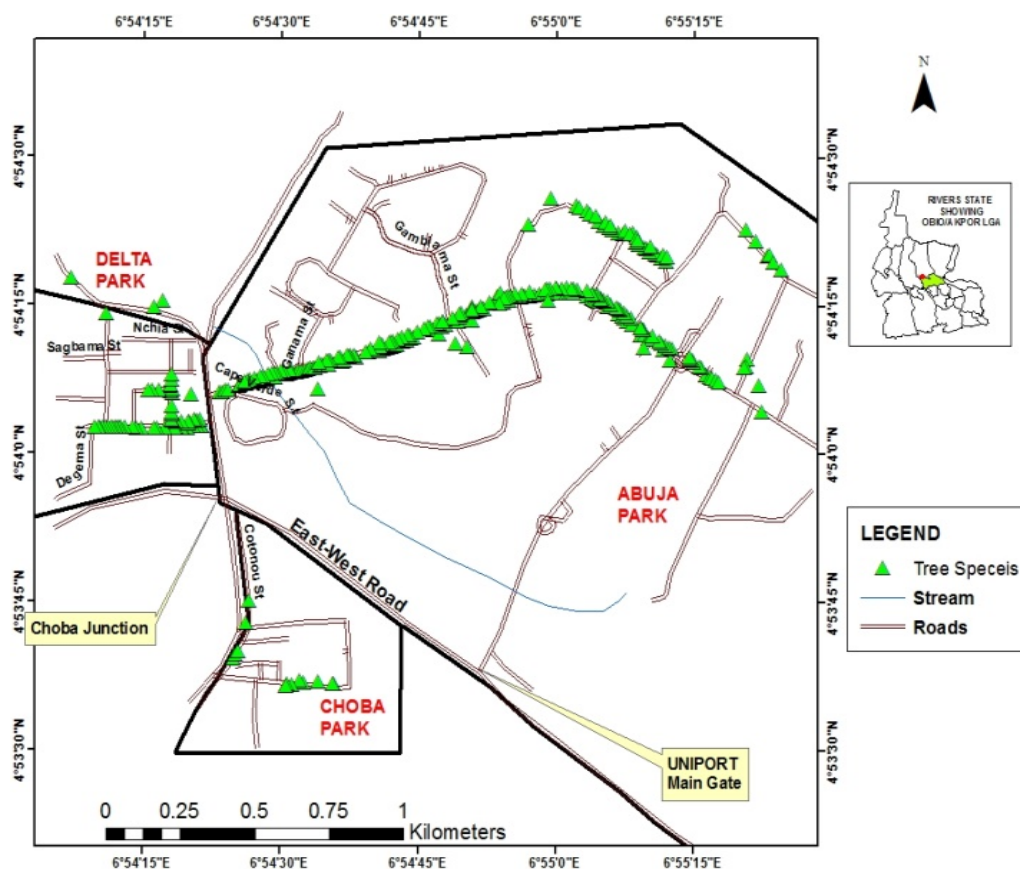 6°54'15"E 6°54'30"E 6°54'45"E 6°55'0"E 6°55'15"E
N
4°54'30"N
4°54'30"N
RIVERS STATE
SHOWING
OBIO/AKPOR LGA
Gambiama St
DELTA
PARK
4°54'15"N
4°54'15"N
Nchia St
Sagbama St
Ganama St
Cape Verde St
Degema St
4°54'0"N
4°54'0"N
ABUJA
PARK
LEGEND
Tree Speceis
Stream
Roads
East-West Road
Cotonou St
4°53'45"N
4°53'45"N
Choba Junction
CHOBA
PARK
UNIPORT
Main Gate
4°53'30"N
4°53'30"N
0 0.25 0.5 0.75 1
Kilometers
6°54'15"E 6°54'30"E 6°54'45"E 6°55'0"E 6°55'15"E